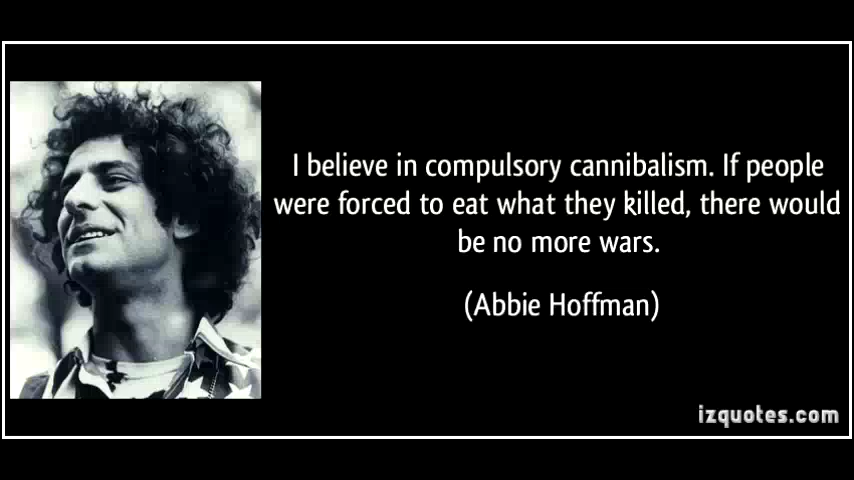 I believe in compulsory cannibalism. If people
were forced to eat what they killed, there would
be no more wars.
(Abbie Hoffman)
izquotes.com